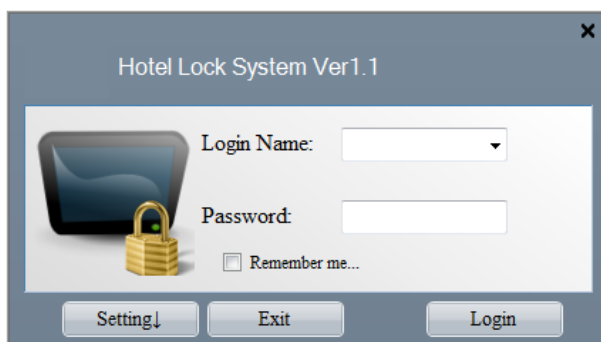 Hotel Lock System Ver1.1
Login Name:
Password:
Remember me...
Setting↓ Exit Login